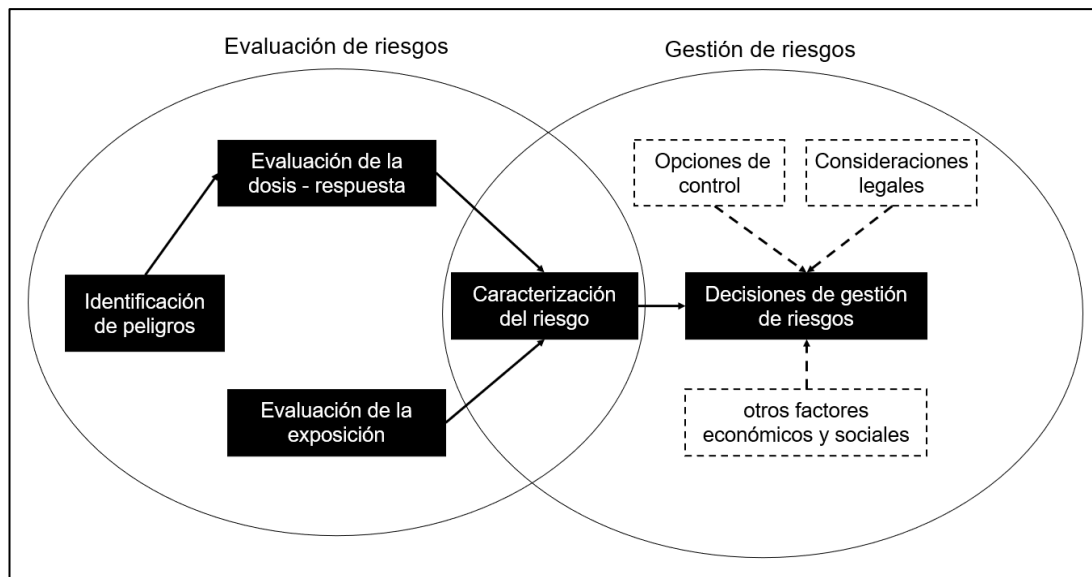 Evaluación de riesgos
Gestión de riesgos
Evaluación de la
dosis - respuesta
Opciones de
control
Consideraciones
legales
Identificación
de peligros
Caracterización
del riesgo
Decisiones de gestión
de riesgos
Evaluación de la
exposición
otros factores
económicos y sociales